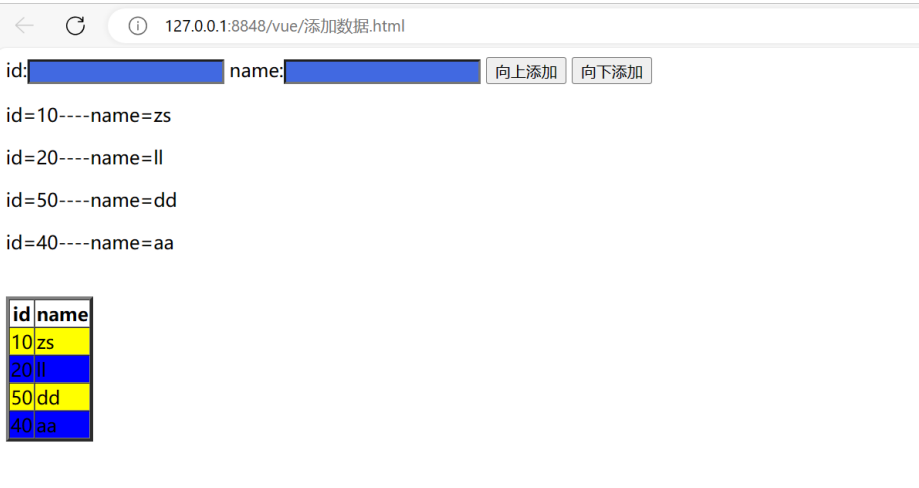 127.0.0.1:8848/vue/添加数据.html
id: name: 向上添加 向下添加
id=10----name=zs
id=20----name=ll
id=50----name=dd
id=40----name=aa
id name
10 zs
20 ll
50 dd
40 aa